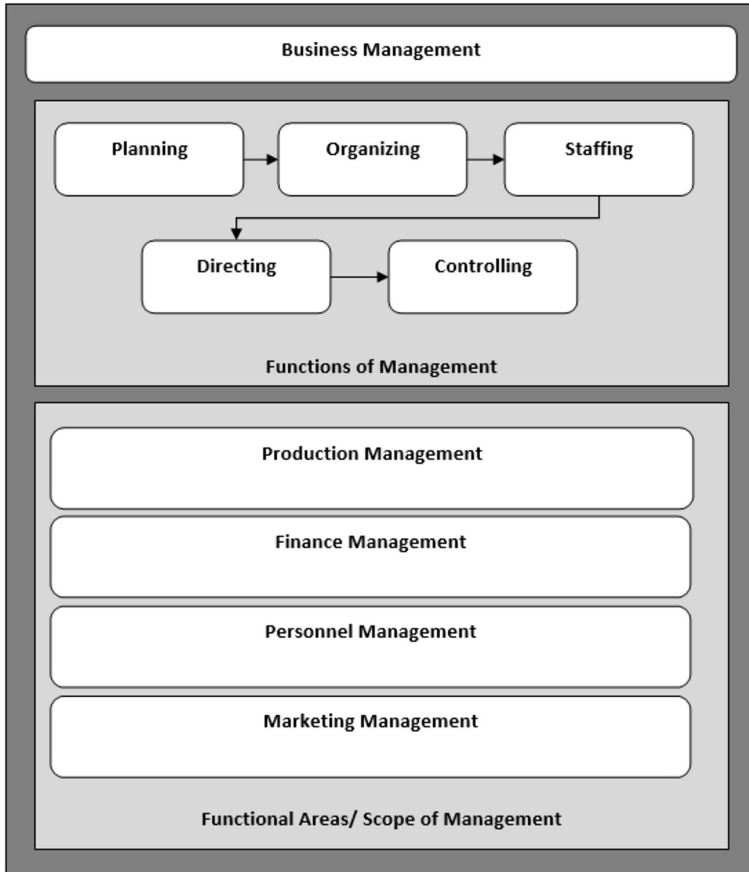 Business Management
Planning
Organizing
Staffing
Directing
Controlling
Functions of Management
Production Management
Finance Management
Personnel Management
Marketing Management
Functional Areas/ Scope of Management